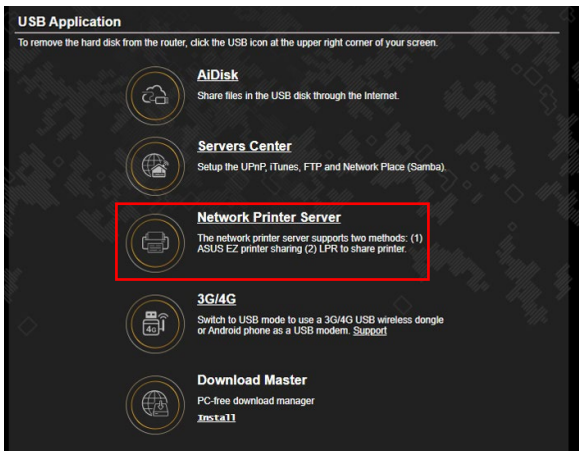 USB Application
To remove the hard disk from the router, click the USB icon at the upper right corner of your screen.
AiDisk
Share files in the USB disk through the Internet.
Servers Center
Setup the UPnP, iTunes, FTP and Network Place (Samba).
Network Printer Server
The network printer server supports two methods: (1)
ASUS EZ printer sharing (2) LPR to share printer.
3G/4G
Switch to USB mode to use a 3G/4G USB wireless dongle
or Android phone as a USB modem. Support
4G
Download Master
PC-free download manager
Install